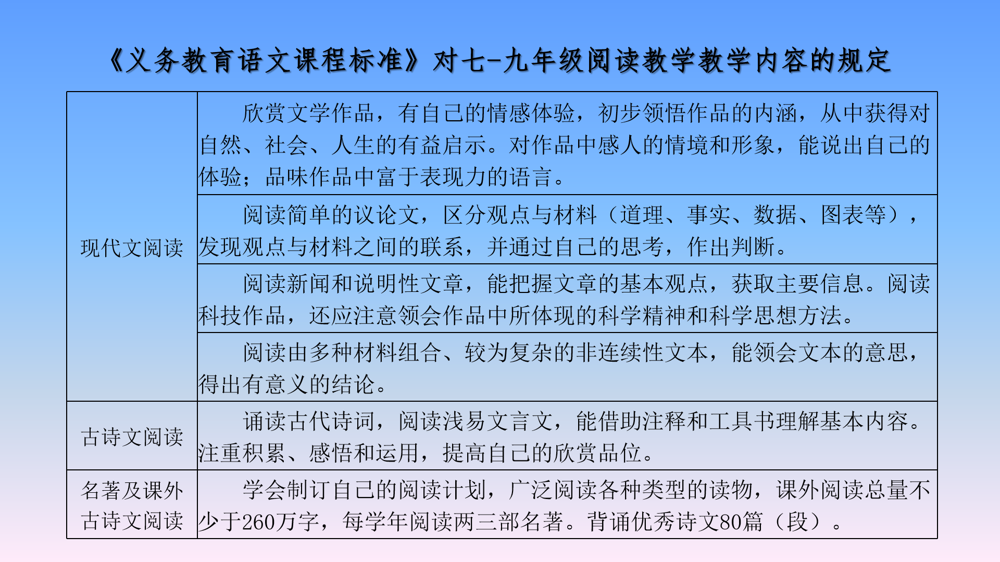 《义务教育语文课程标准》对七-九年级阅读教学教学内容的规定
现代文阅读
欣赏文学作品，有自己的情感体验，初步领悟作品的内涵，从中获得对
自然、社会、人生的有益启示。对作品中感人的情境和形象，能说出自己的
体验；品味作品中富于表现力的语言。
阅读简单的议论文，区分观点与材料（道理、事实、数据、图表等），
发现观点与材料之间的联系，并通过自己的思考，作出判断。
阅读新闻和说明性文章，能把握文章的基本观点，获取主要信息。阅读
科技作品，还应注意领会作品中所体现的科学精神和科学思想方法。
阅读由多种材料组合、较为复杂的非连续性文本，能领会文本的意思，
得出有意义的结论。
古诗文阅读
诵读古代诗词，阅读浅易文言文，能借助注释和工具书理解基本内容。
注重积累、感悟和运用，提高自己的欣赏品位。
名著及课外
古诗文阅读
学会制订自己的阅读计划，广泛阅读各种类型的读物，课外阅读总量不
少于260万字，每学年阅读两三部名著。背诵优秀诗文80篇（段）。